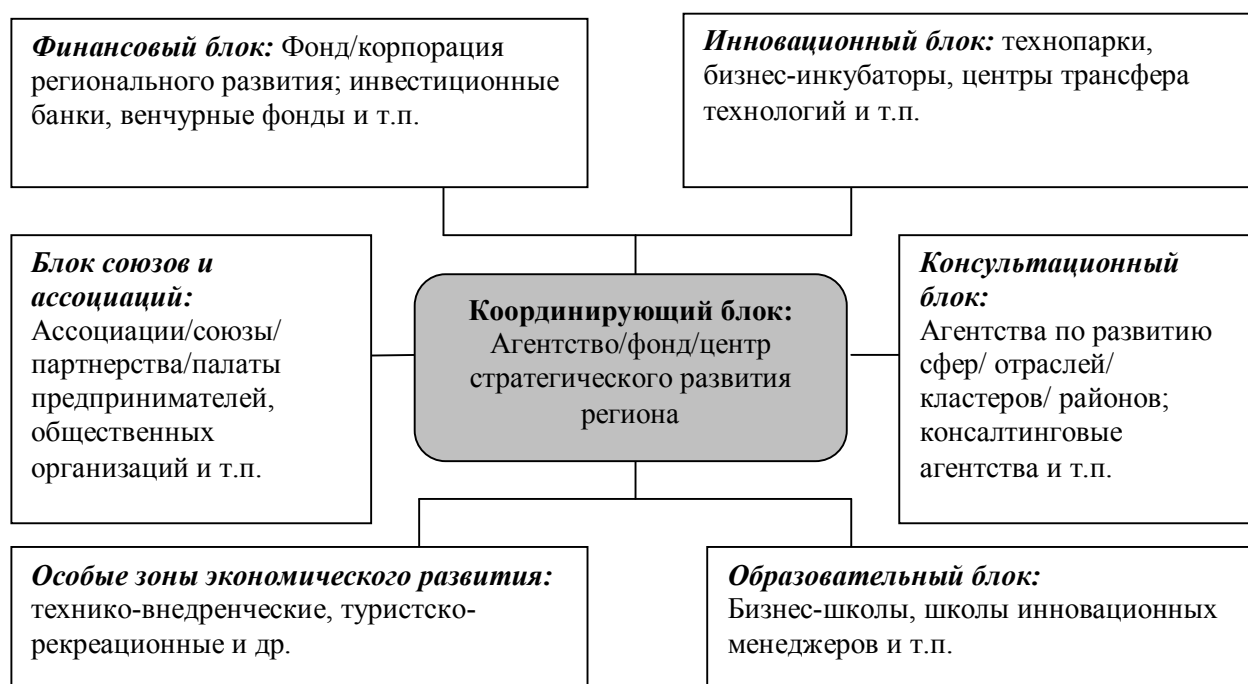 Финансовый блок: Фонд/корпорация
регионального развития; инвестиционные
банки, венчурные фонды и т.п.
Инновационный блок: технопарки,
бизнес-инкубаторы, центры трансфера
технологий и т.п.
Блок союзов и
ассоциаций:
Ассоциации/союзы/
партнерства/палаты
предпринимателей,
общественных
организаций и т.п.
Координирующий блок:
Агентство/фонд/центр
стратегического развития
региона
Консультационный
блок:
Агентства по развитию
сфер/ отраслей/
кластеров/ районов;
консалтинговые
агентства и т.п.
Особые зоны экономического развития:
технико-внедренческие, туристско-
рекреационные и др.
Образовательный блок:
Бизнес-школы, школы инновационных
менеджеров и т.п.